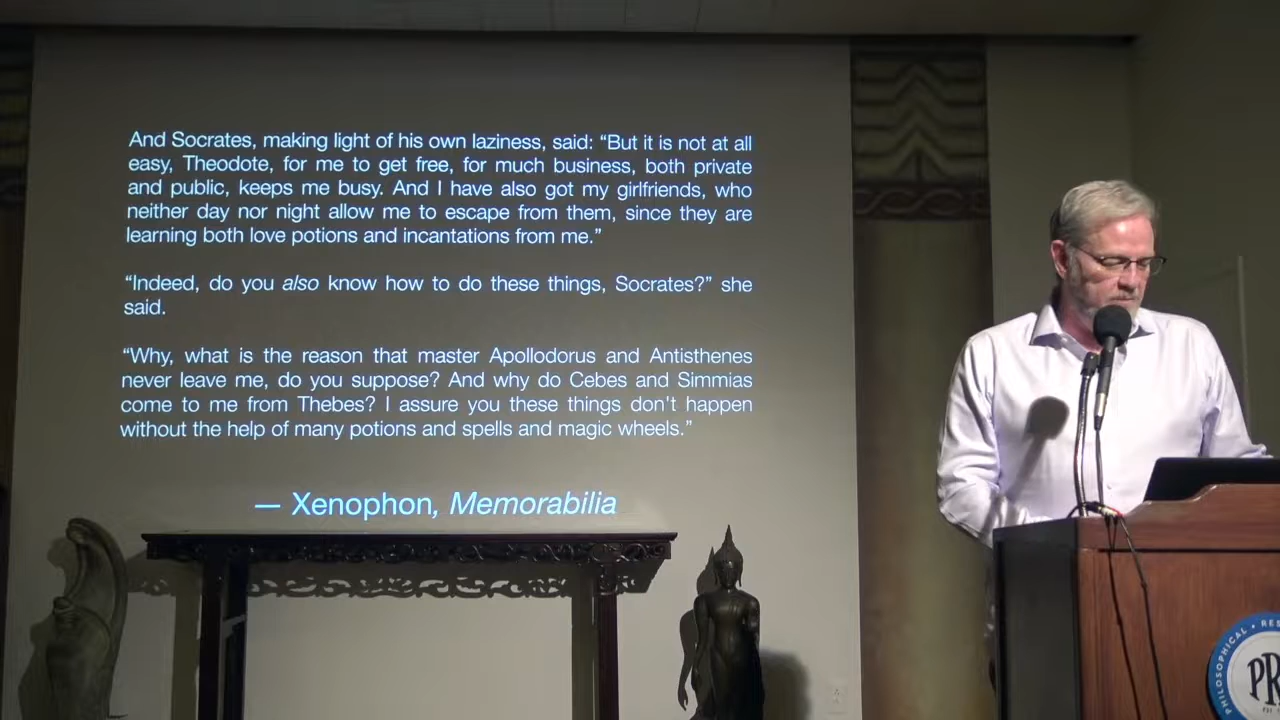 And Socrates, making light of his own laziness, said: “But it is not at all
easy, Theodote, for me to get free, for much business, both private
and public, keeps me busy. And I have also got my girlfriends, who
neither day nor night allow me to escape from them, since they are
learning both love potions and incantations from me.”
“Indeed, do you also know how to do these things, Socrates?” she
said.
“Why, what is the reason that master Apollodorus and Antisthenes
never leave me, do you suppose? And why do Cebes and Simmias
come to me from Thebes? I assure you these things don't happen
without the help of many potions and spells and magic wheels.”
— Xenophon, Memorabilia
PHILOSOPHICAL •